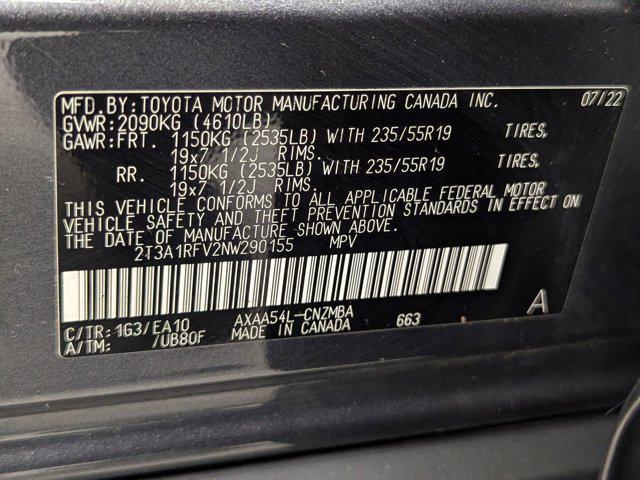 MFD.BY:TOYOTA MOTOR MANUFACTURING CANADA INC. 07/22
GVWR:2090KG (4610LB)
GAWR:FRT. 1150KG (2535LB) WITH 235/55R19 TIRES,
19x7 1/2J RIMS.
RR. 1150KG (2535LB) WITH 235/55R19 TIRES,
19x7 1/2J RIMS.
THIS VEHICLE CONFORMS TO ALL APPLICABLE FEDERAL MOTOR
VEHICLE SAFETY AND THEFT PREVENTION STANDARDS IN EFFECT ON
THE DATE OF MANUFACTURE SHOWN ABOVE.
2T3A1RFV2NW290155 MPV
C/TR:1G3/EA10 AXAA54L-CNZMBA 663 A
A/TM: /UB80F MADE IN CANADA